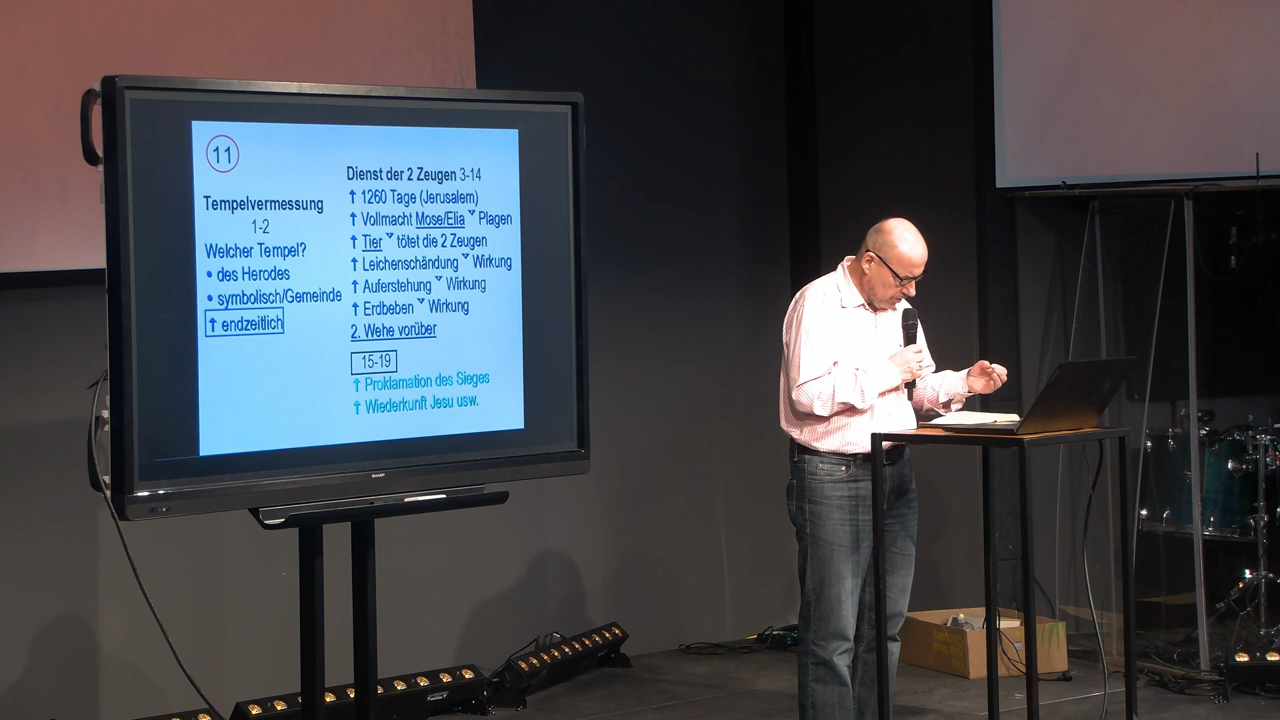 11
Tempelvermessung
1-2
Welcher Tempel?
• des Herodes
• symbolisch/Gemeinde
↑ endzeitlich
Dienst der 2 Zeugen 3-14
↑ 1260 Tage (Jerusalem)
↑ Vollmacht Mose/Elia ˇ Plagen
↑ Tier ˇ tötet die 2 Zeugen
↑ Leichenschändung ˇ Wirkung
↑ Auferstehung ˇ Wirkung
↑ Erdbeben ˇ Wirkung
2. Wehe vorüber
15-19
↑ Proklamation des Sieges
↑ Wiederkunft Jesu usw.
SHARP